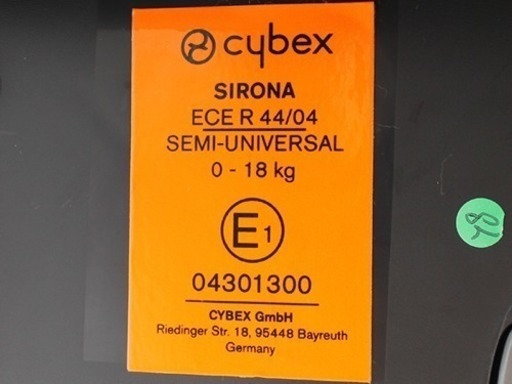 cybex
SIRONA
ECE R 44/04
SEMI-UNIVERSAL
0 - 18 kg
E1
04301300
CYBEX GmbH
Riedinger Str. 18, 95448 Bayreuth
Germany